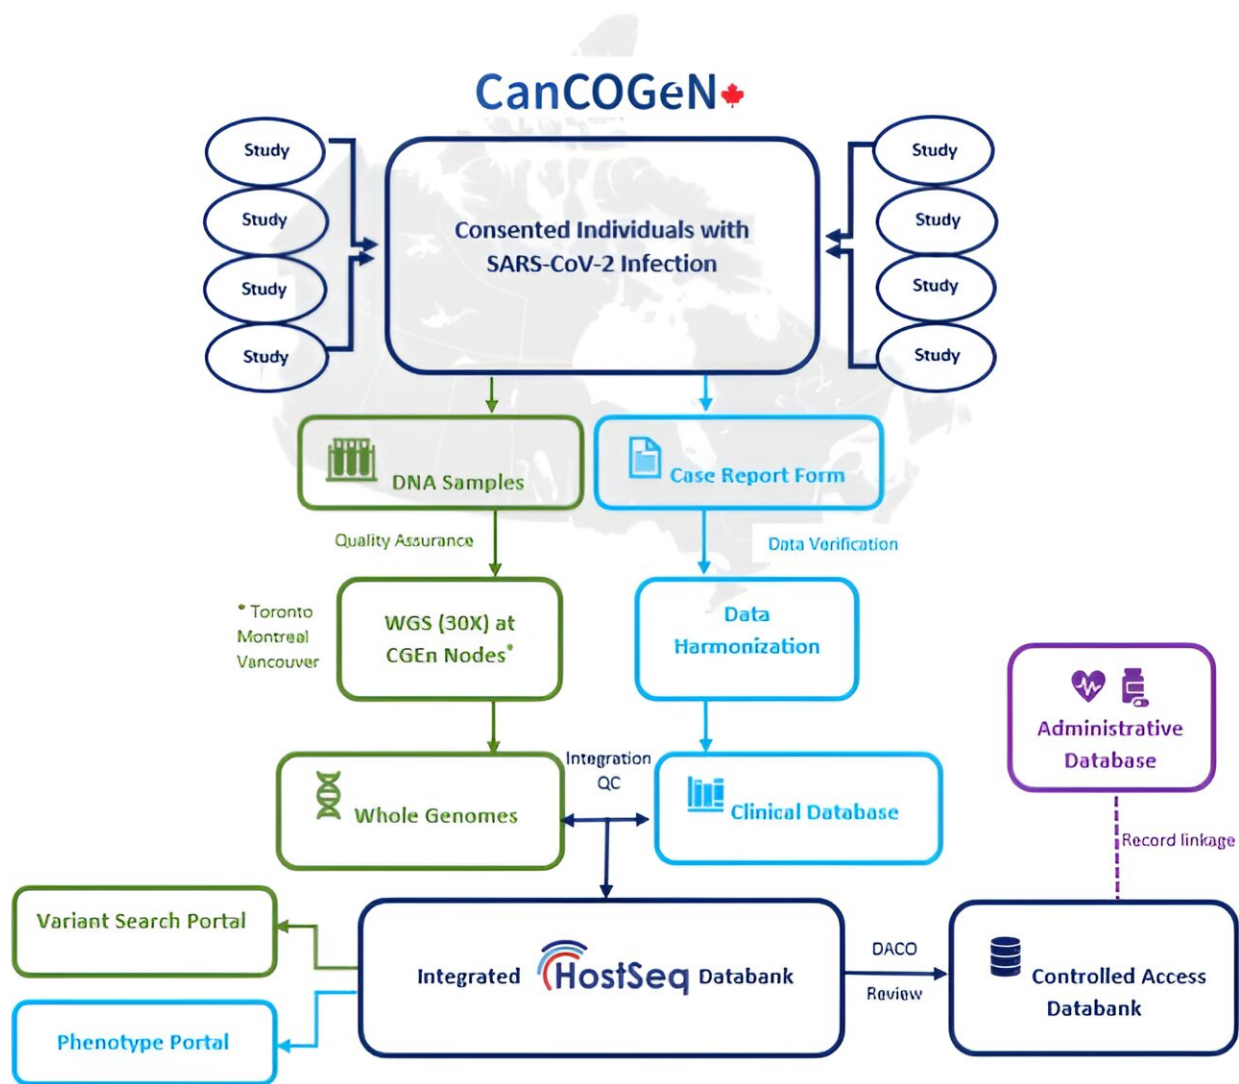 CanCOGeN
Study
Study
Study
Study
Study
Study
Study
Study
Consented Individuals with
SARS-CoV-2 Infection
DNA Samples
Case Report Form
Quality Assurance
Data Verification
* Toronto
Montreal
Vancouver
WGS (30X) at
CGEn Nodes*
Data
Harmonization
Administrative
Database
Integration
QC
Whole Genomes
Clinical Database
Record linkage
Variant Search Portal
Phenotype Portal
Integrated HostSeq Databank
DACO
Review
Controlled Access
Databank